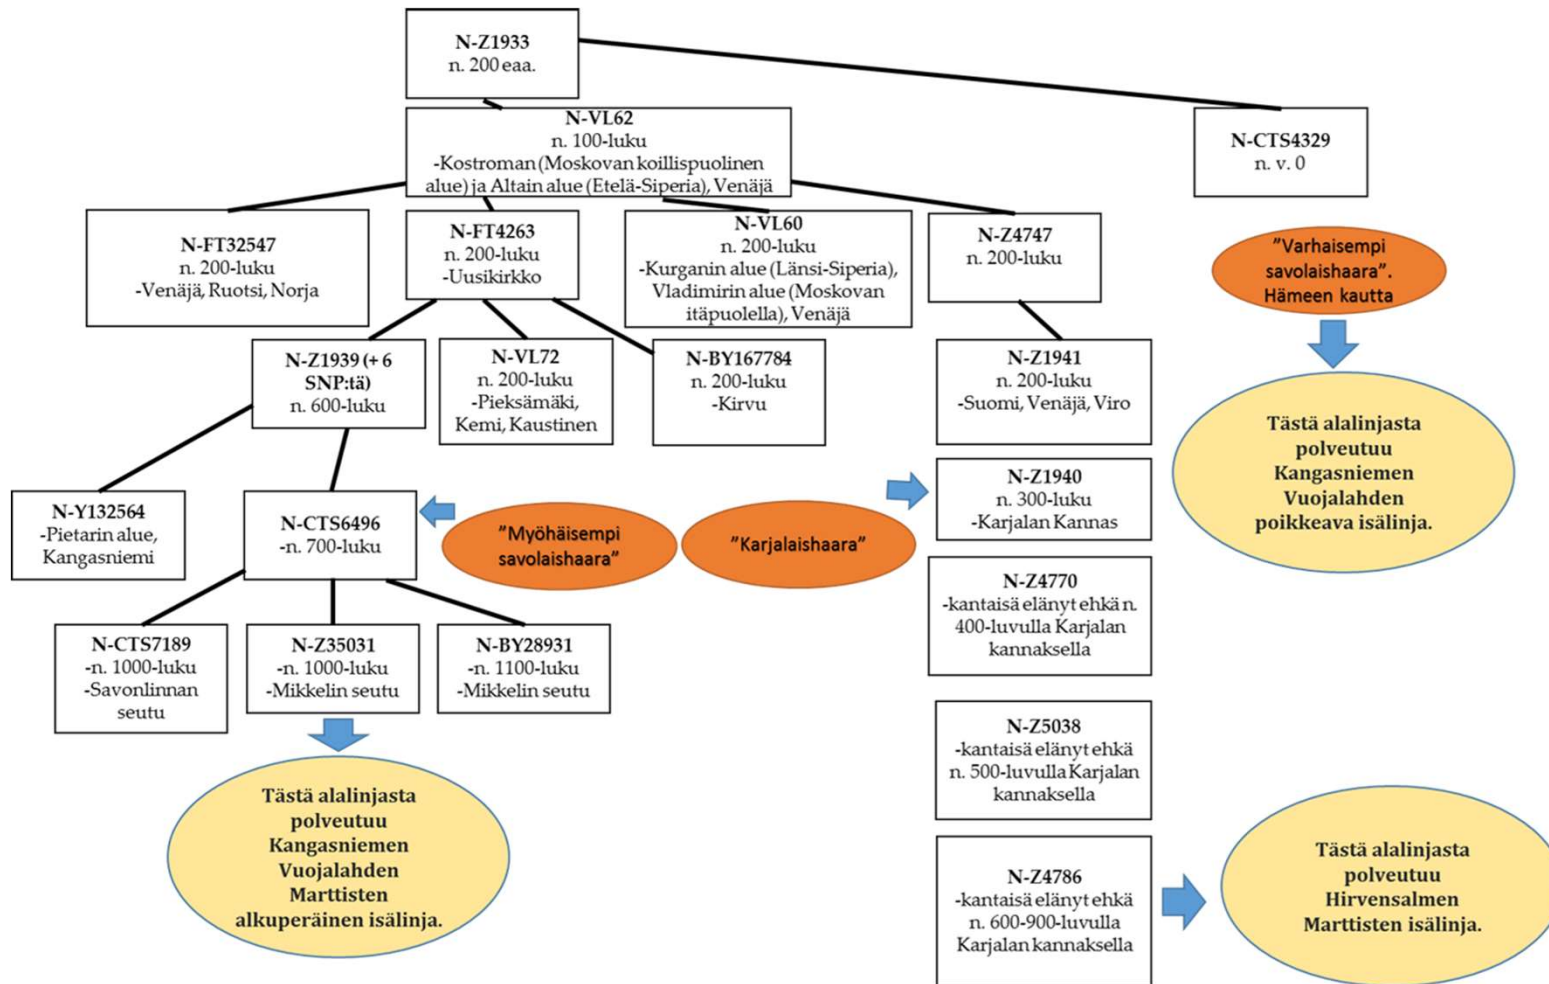 N-Z1933
n. 200 eaa.
N-VL62
n. 100-luku
-Kostroman (Moskovan koillispuolinen
alue) ja Altain alue (Etelä-Siperia), Venäjä
N-CTS4329
n. v. 0
N-FT32547
n. 200-luku
-Venäjä, Ruotsi, Norja
N-FT4263
n. 200-luku
-Uusikirkko
N-VL60
n. 200-luku
-Kurganin alue (Länsi-Siperia),
Vladimirin alue (Moskovan
itäpuolella), Venäjä
N-Z4747
n. 200-luku
"Varhaisempi
savolaishaara".
Hämeen kautta
N-Z1939 (+ 6
SNP:tä)
n. 600-luku
N-VL72
n. 200-luku
-Pieksämäki,
Kemi, Kaustinen
N-BY167784
n. 200-luku
-Kirvu
N-Z1941
n. 200-luku
-Suomi, Venäjä, Viro
Tästä alalinjasta
polveutuu
Kangasniemen
Vuojalahden
poikkeava isälinja.
N-Y132564
-Pietarin alue,
Kangasniemi
N-CTS6496
-n. 700-luku
"Myöhäisempi
savolaishaara"
"Karjalaishaara"
N-Z1940
n. 300-luku
-Karjalan Kannas
N-Z4770
-kantaisä elänyt ehkä n.
400-luvulla Karjalan
kannaksella
N-CTS7189
-n. 1000-luku
-Savonlinnan
seutu
N-Z35031
-n. 1000-luku
-Mikkelin seutu
N-BY28931
-n. 1100-luku
-Mikkelin seutu
N-Z5038
-kantaisä elänyt ehkä
n. 500-luvulla Karjalan
kannaksella
Tästä alalinjasta
polveutuu
Kangasniemen
Vuojalahden
Marttisten
alkuperäinen isälinja.
N-Z4786
-kantaisä elänyt ehkä
n. 600-900-luvulla
Karjalan kannaksella
Tästä alalinjasta
polveutuu
Hirvensalmen
Marttisten isälinja.